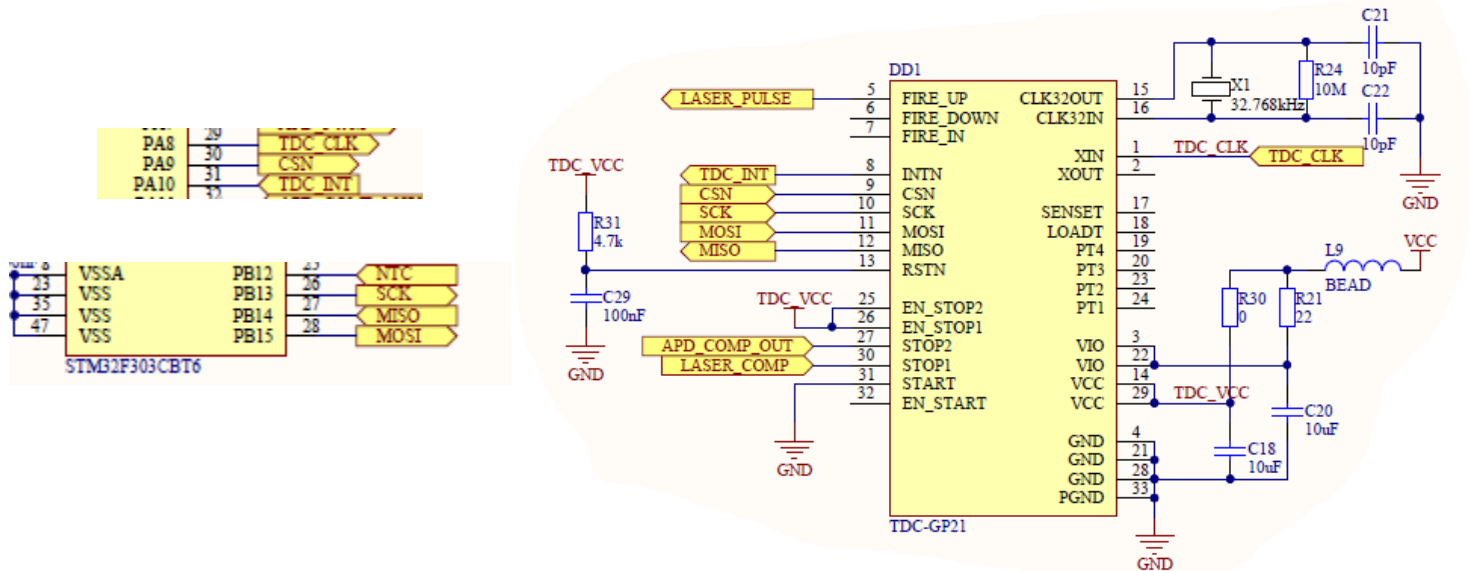 PA8 29 TDC_CLK
PA9 30 CSN
PA10 31 TDC_INT
32
8 VSSA PB12 25 NTC
23 VSS PB13 26 SCK
35 VSS PB14 27 MISO
47 VSS PB15 28 MOSI
STM32F303CBT6
DD1
LASER_PULSE 5 FIRE_UP CLK32OUT 15
6 FIRE_DOWN CLK32IN 16
7 FIRE_IN
XIN 1 TDC_CLK TDC_CLK
XOUT 2
TDC_INT 8 INTN
CSN 9 CSN
SCK 10 SCK SENSET 17
MOSI 11 MOSI LOADT 18
MISO 12 MISO PT4 19
13 RSTN PT3 20
PT2 23
25 EN_STOP2 PT1 24
26 EN_STOP1
APD_COMP_OUT 27 STOP2 VIO 3
LASER_COMP 30 STOP1 VIO 22
31 START VCC 14
32 EN_START VCC 29 TDC_VCC
GND 4
GND 21
GND 28
PGND 33
TDC-GP21
TDC_VCC
R31
4.7k
C29
100nF
GND
TDC_VCC
GND
C21
10pF
R24
10M
X1
32.768kHz
C22
10pF
GND
L9
BEAD
VCC
R30
0
R21
22
C20
10uF
C18
10uF
GND